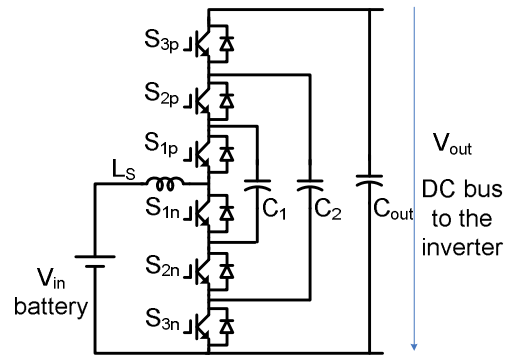 S3p
S2p
S1p
LS
S1n
C1
C2
Cout
S2n
S3n
Vin
battery
Vout
DC bus
to the
inverter